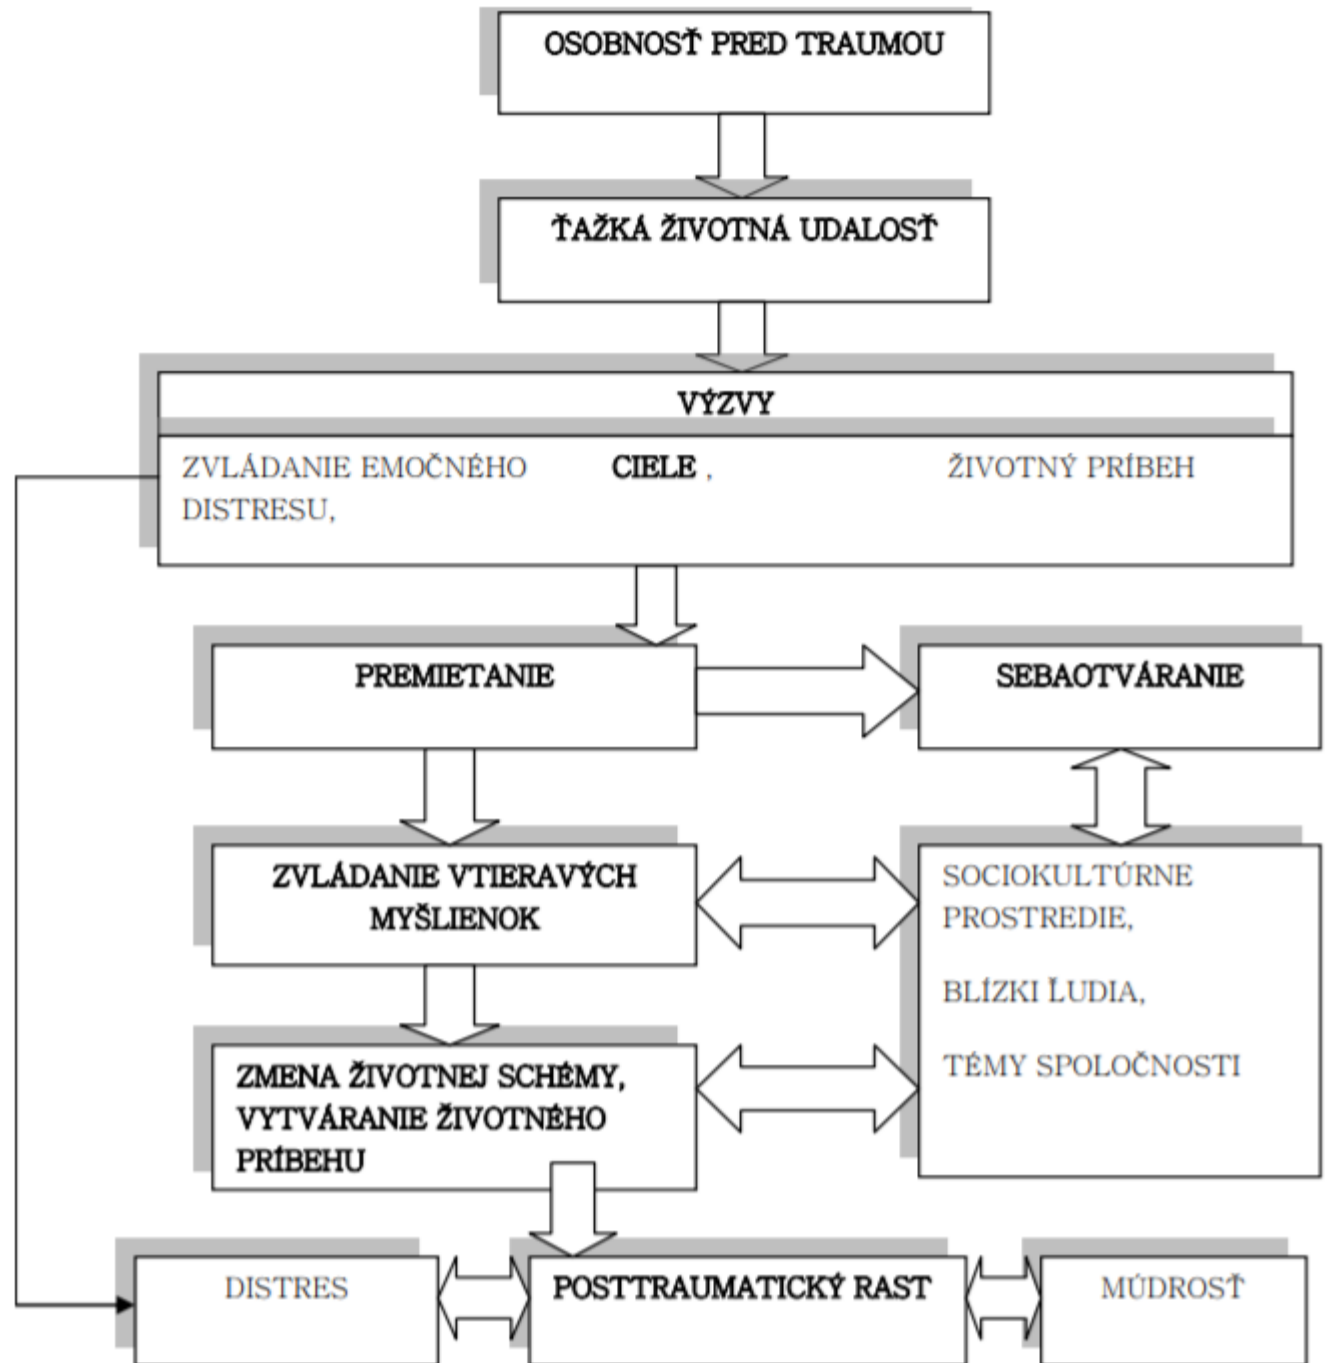 OSOBNOSŤ PRED TRAUMOU
ŤAŽKÁ ŽIVOTNÁ UDALOSŤ
VÝZVY
ZVLÁDANIE EMOČNÉHO
DISTRESU,
CIELE ,
ŽIVOTNÝ PRÍBEH
PREMIETANIE
SEBAOTVÁRANIE
ZVLÁDANIE VTIERAVÝCH
MYŠLIENOK
SOCIOKULTÚRNE
PROSTREDIE,
BLÍZKI ĽUDIA,
TÉMY SPOLOČNOSTI
ZMENA ŽIVOTNEJ SCHÉMY,
VYTVÁRANIE ŽIVOTNÉHO
PRÍBEHU
DISTRES
POSTTRAUMATICKÝ RAST
MÚDROSŤ